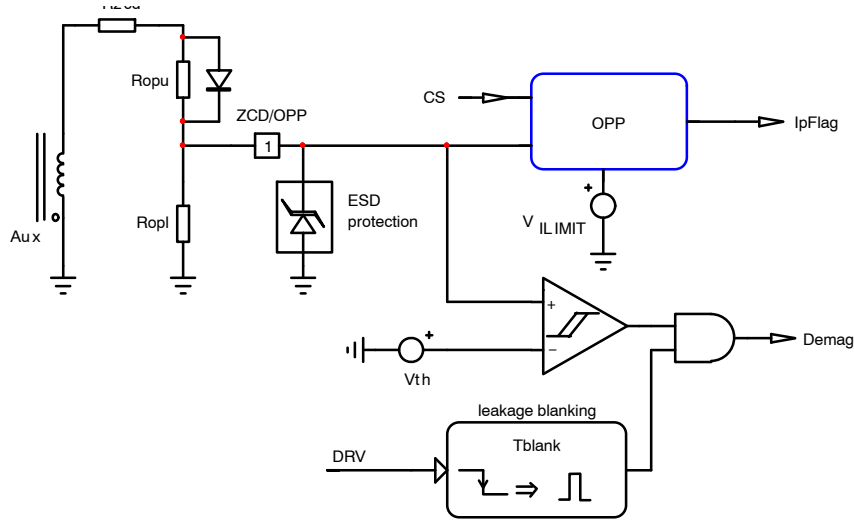 Ropu
ZCD/OPP
CS
OPP
IpFlag
1
ESD
protection
Ropl
Aux
+
V ILIMIT
+
+
−
Vth
Demag
leakage blanking
Tblank
DRV